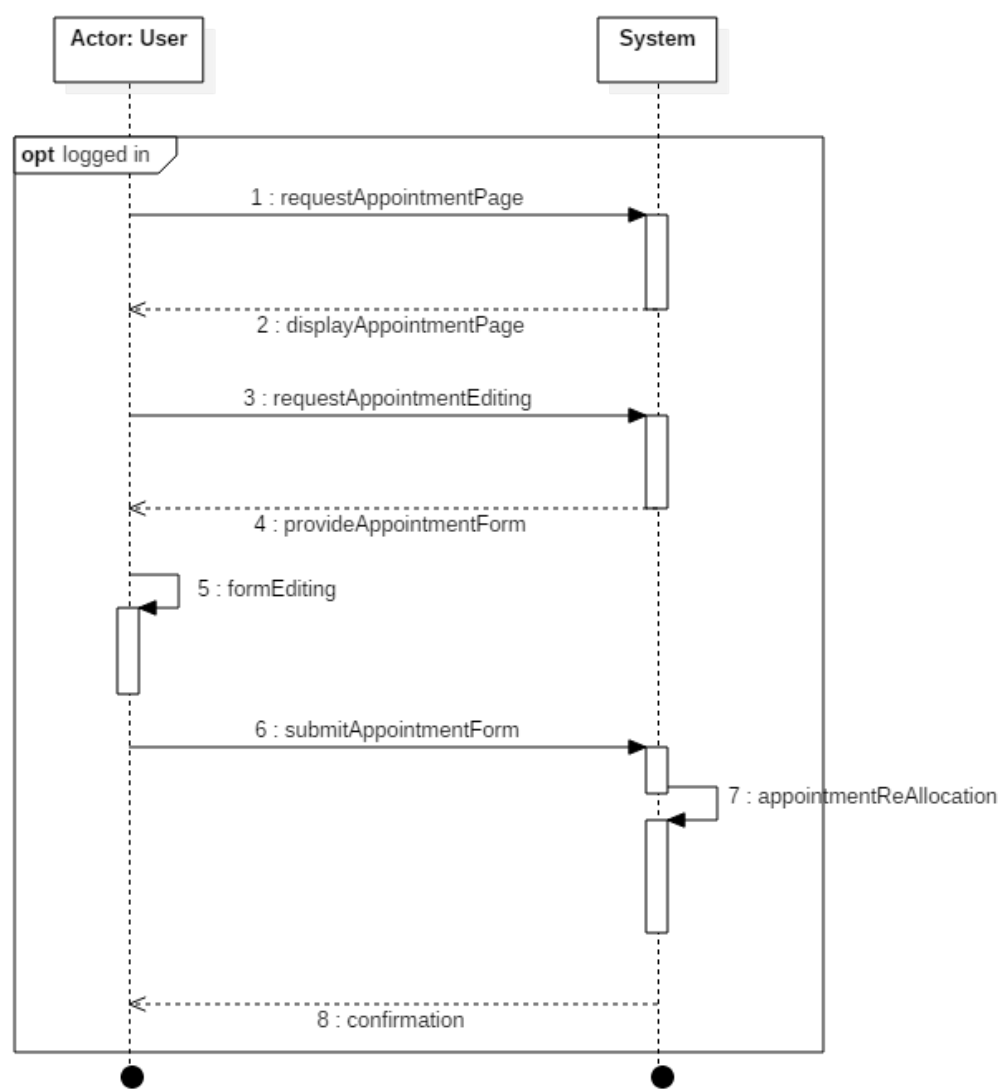 Actor: User
System
opt logged in
1 : requestAppointmentPage
2 : displayAppointmentPage
3 : requestAppointmentEditing
4 : provideAppointmentForm
5 : formEditing
6 : submitAppointmentForm
7 : appointmentReAllocation
8 : confirmation